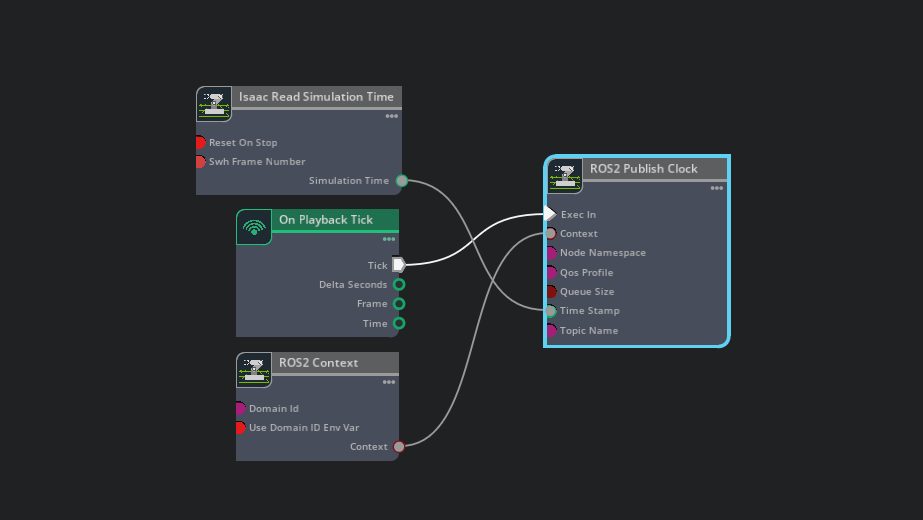 Isaac Read Simulation Time
Reset On Stop
Swh Frame Number
Simulation Time
On Playback Tick
Tick
Delta Seconds
Frame
Time
ROS2 Context
Domain Id
Use Domain ID Env Var
Context
ROS2 Publish Clock
Exec In
Context
Node Namespace
Qos Profile
Queue Size
Time Stamp
Topic Name